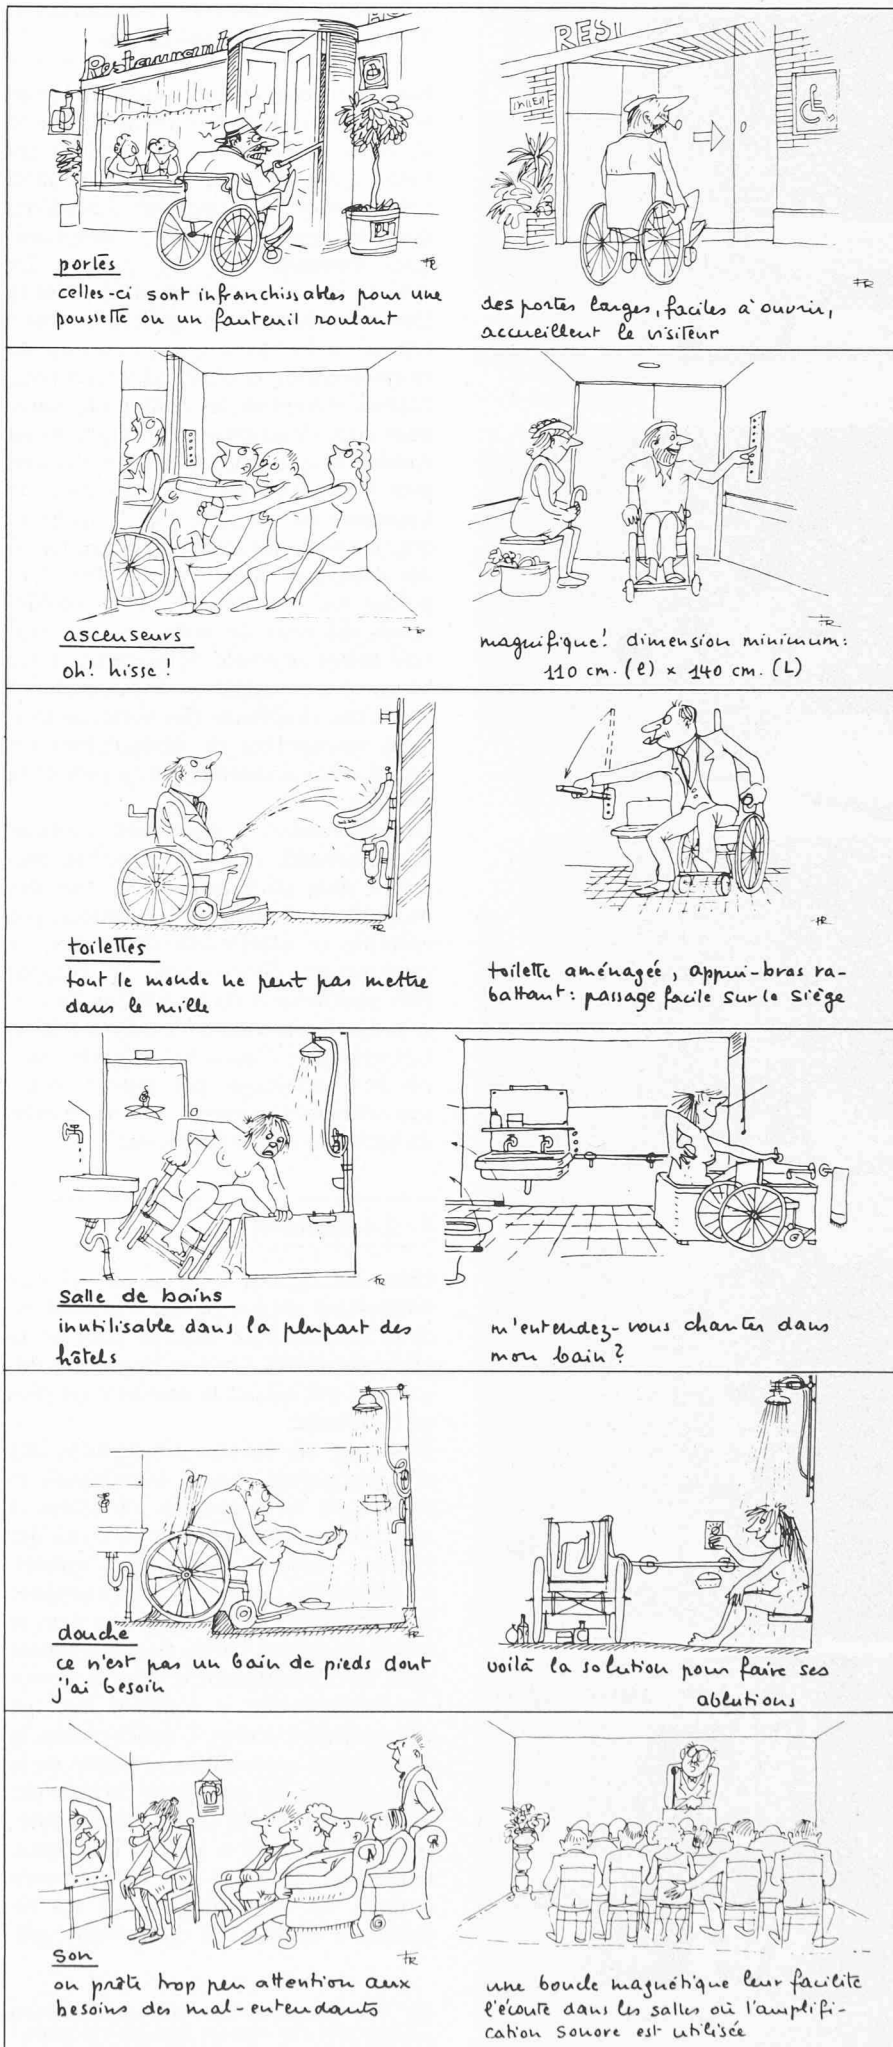 Restaurant
REST
portes
celles-ci sont infranchissables pour une
poussette ou un fauteuil roulant
des portes larges, faciles à ouvrir,
accueillent le visiteur
ascenseurs
oh! hisse!
magnifique! dimension minimum:
110 cm. (l) × 140 cm. (L)
toilettes
tout le monde ne peut pas mettre
dans le mille
toilette aménagée, appui-bras ra-
battant: passage facile sur le siège
salle de bains
inutilisable dans la plupart des
hôtels
m'entendez-vous chanter dans
mon bain?
douche
ce n'est pas un bain de pieds dont
j'ai besoin
voilà la solution pour faire ses
ablutions
son
on prête trop peu attention aux
besoins des mal-entendants
une boucle magnétique leur facilite
l'écoute dans les salles où l'amplifi-
cation sonore est utilisée